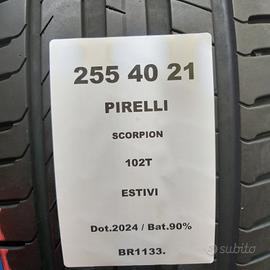 255 40 21
PIRELLI
SCORPION
102T
ESTIVI
Dot.2024 / Bat.90%
BR1133.
subito